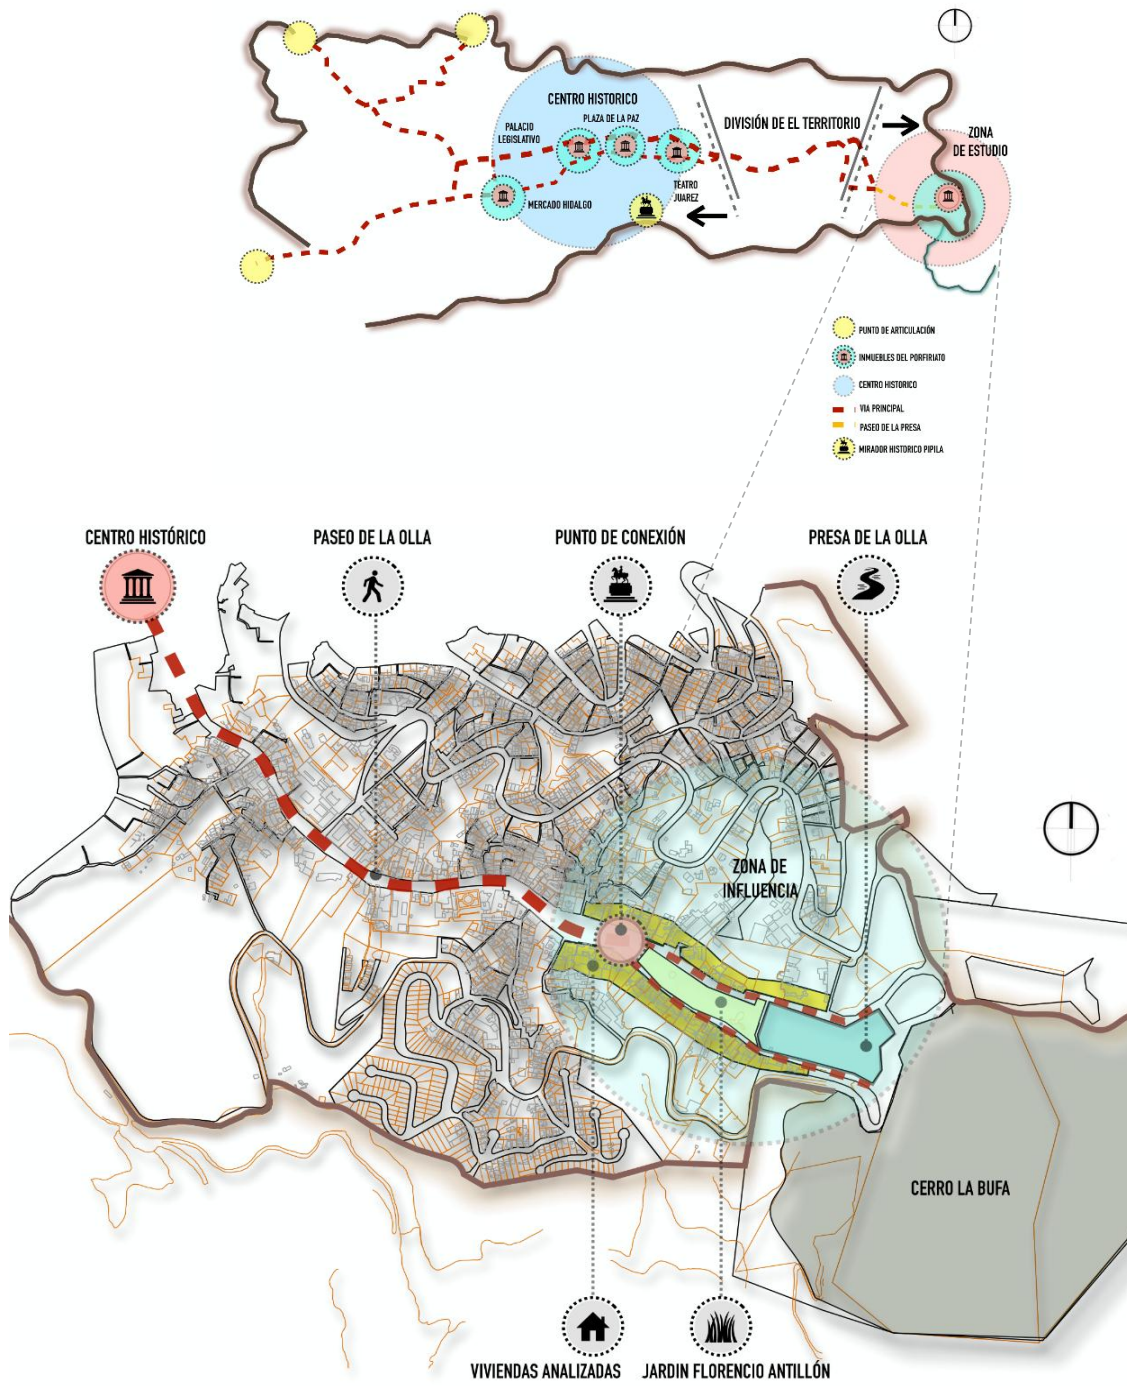 CENTRO HISTORICO
PLAZA DE LA PAZ
PALACIO
LEGISLATIVO
DIVISIÓN DE EL TERRITORIO
ZONA
DE ESTUDIO
TEATRO
JUAREZ
MERCADO HIDALGO
PUNTO DE ARTICULACIÓN
INMUEBLES DEL PORFIRIATO
CENTRO HISTORICO
VIA PRINCIPAL
PASEO DE LA PRESA
MIRADOR HISTORICO PIPILA
CENTRO HISTÓRICO
PASEO DE LA OLLA
PUNTO DE CONEXIÓN
PRESA DE LA OLLA
ZONA DE
INFLUENCIA
CERRO LA BUFA
VIVIENDAS ANALIZADAS
JARDIN FLORENCIO ANTILLÓN